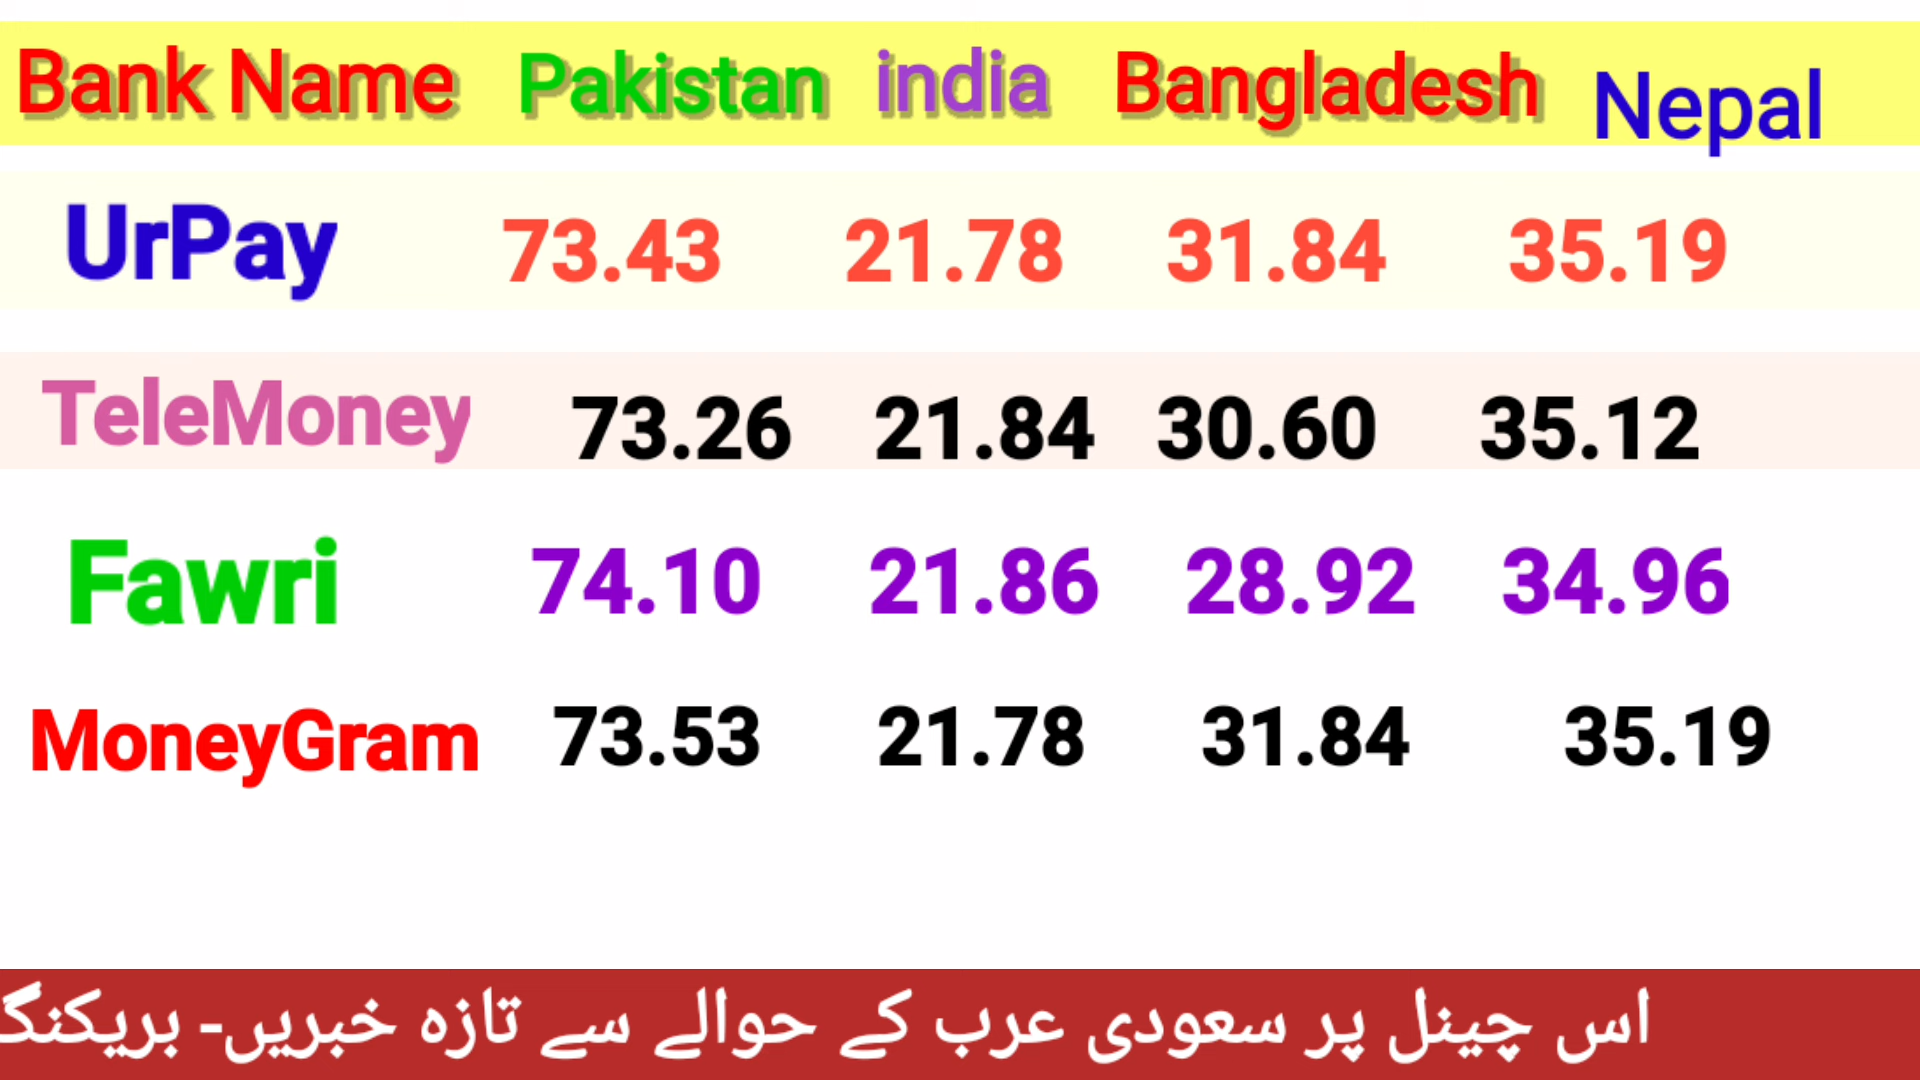 Bank Name Pakistan india Bangladesh Nepal
UrPay 73.43 21.78 31.84 35.19
TeleMoney 73.26 21.84 30.60 35.12
Fawri 74.10 21.86 28.92 34.96
MoneyGram 73.53 21.78 31.84 35.19
اس چینل پر سعودی عرب کے حوالے سے تازہ خبریں- بریکنگ